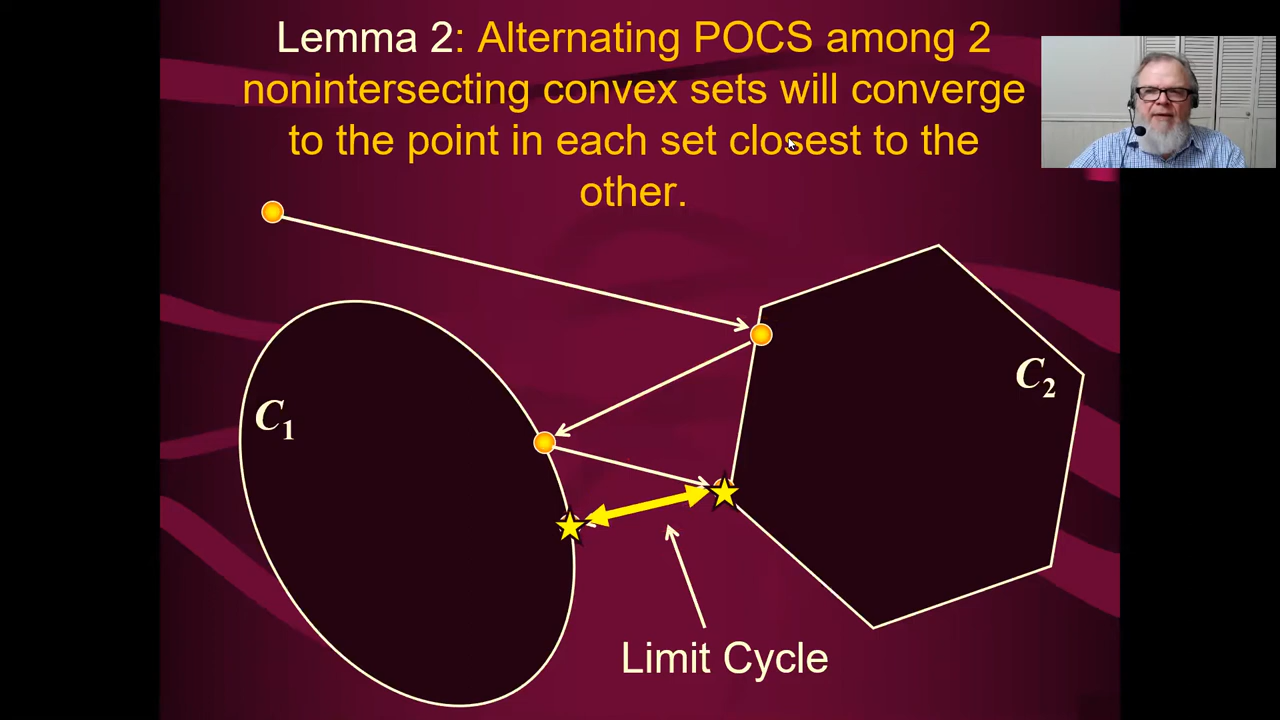 Lemma 2: Alternating POCS among 2
nonintersecting convex sets will converge
to the point in each set closest to the
other.
C1
C2
Limit Cycle